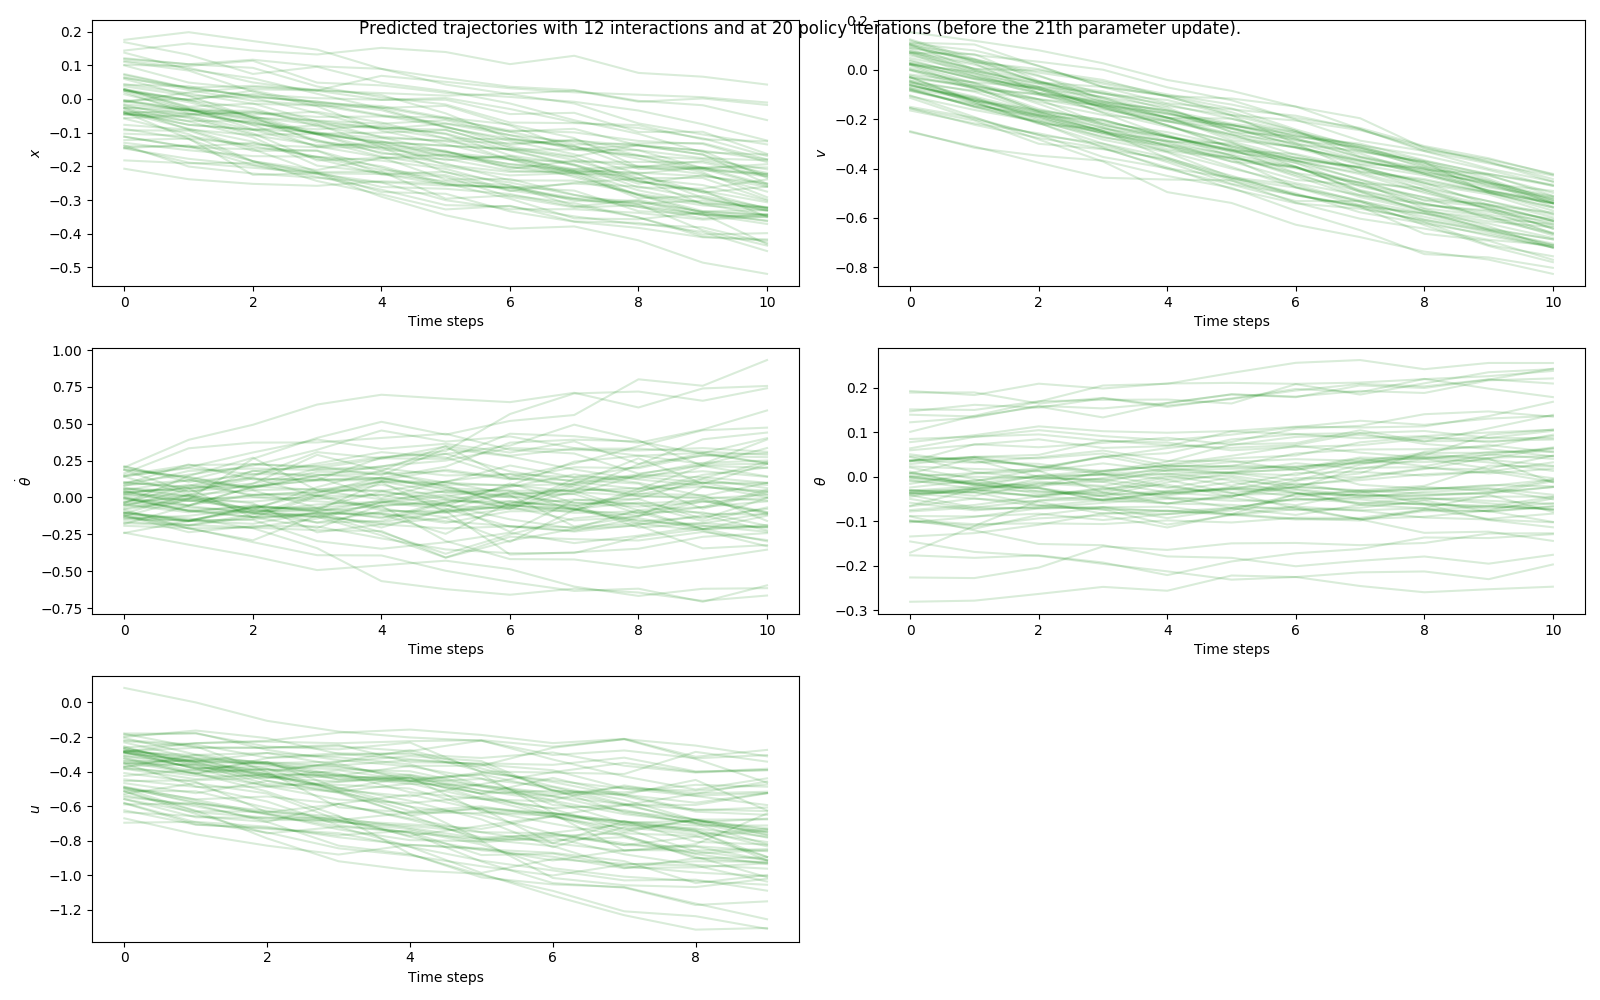 Predicted trajectories with 12 interactions and at 20 policy iterations (before the 21th parameter update).
0.2
0.1
0.0
−0.1
−0.2
−0.3
−0.4
−0.5
x
0 2 4 6 8 10
Time steps
0.2
0.0
−0.2
−0.4
−0.6
−0.8
v
0 2 4 6 8 10
Time steps
1.00
0.75
0.50
0.25
0.00
−0.25
−0.50
−0.75
θ̇
0 2 4 6 8 10
Time steps
0.2
0.1
0.0
−0.1
−0.2
−0.3
θ
0 2 4 6 8 10
Time steps
0.0
−0.2
−0.4
−0.6
−0.8
−1.0
−1.2
u
0 2 4 6 8
Time steps